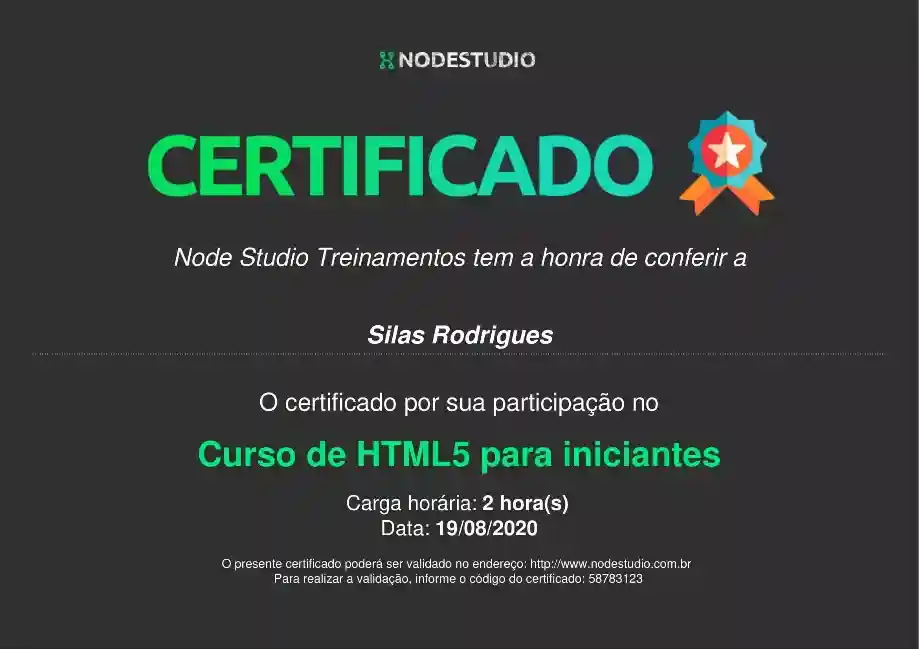 NODESTUDIO
CERTIFICADO
Node Studio Treinamentos tem a honra de conferir a
Silas Rodrigues
O certificado por sua participação no
Curso de HTML5 para iniciantes
Carga horária: 2 hora(s)
Data: 19/08/2020
O presente certificado poderá ser validado no endereço: http://www.nodestudio.com.br
Para realizar a validação, informe o código do certificado: 58783123